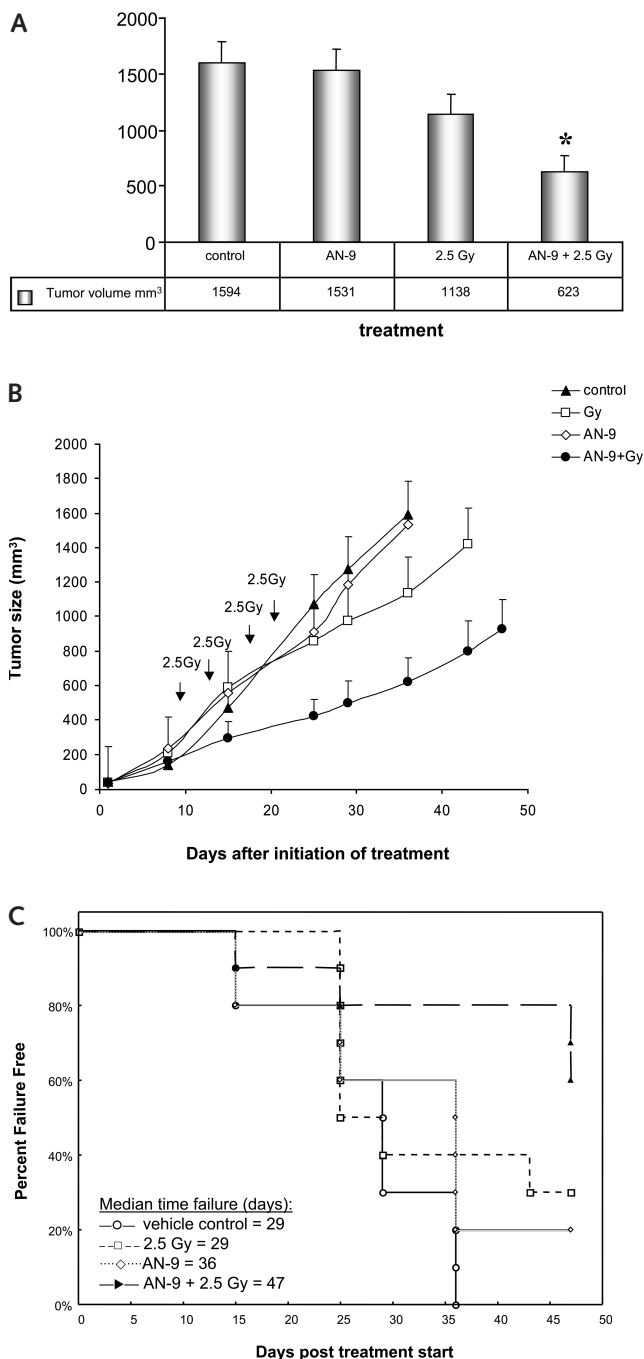 A
2000
1500
1000
500
0
control AN-9 2.5 Gy AN-9 + 2.5 Gy
Tumor volume mm³ 1594 1531 1138 623
*
treatment
B
control
Gy
AN-9
AN-9+Gy
Tumor size (mm³)
2000
1800
1600
1400
1200
1000
800
600
400
200
0
2.5Gy
2.5Gy
2.5Gy
2.5Gy
0 10 20 30 40 50
Days after initiation of treatment
C
Percent Failure Free
100%
80%
60%
40%
20%
0%
Median time failure (days):
vehicle control = 29
2.5 Gy = 29
AN-9 = 36
AN-9 + 2.5 Gy = 47
0 5 10 15 20 25 30 35 40 45 50
Days post treatment start